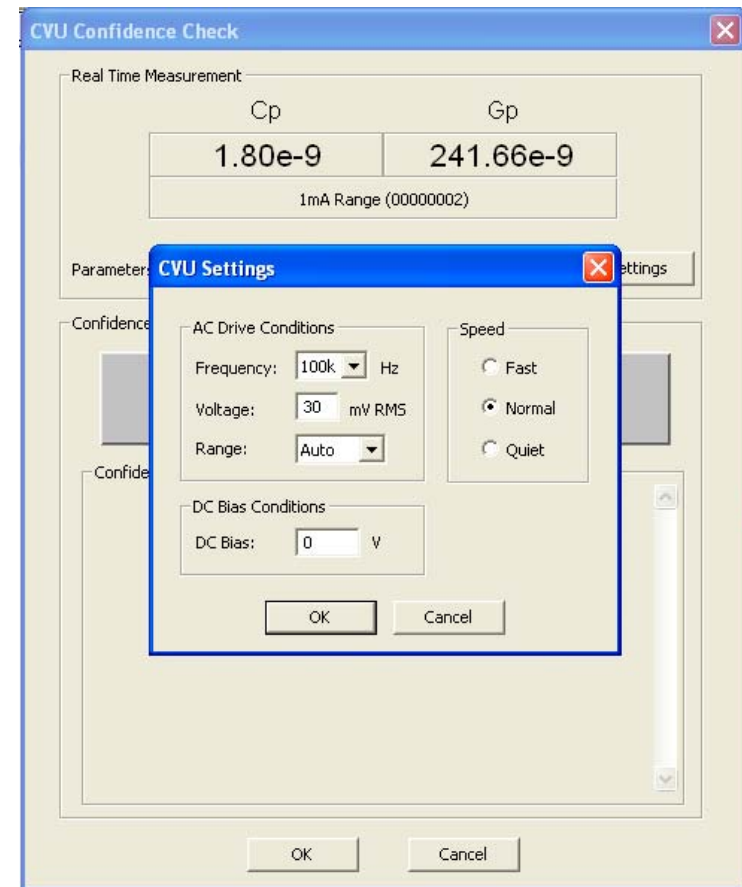 CVU Confidence Check
Real Time Measurement
Cp Gp
1.80e-9 241.66e-9
1mA Range (00000002)
Parameter
ettings
CVU Settings
Confidence
AC Drive Conditions
Frequency: 100k Hz
Voltage: 30 mV RMS
Range: Auto
Speed
Fast
Normal
Quiet
Confide
DC Bias Conditions
DC Bias: 0 V
OK Cancel
OK Cancel